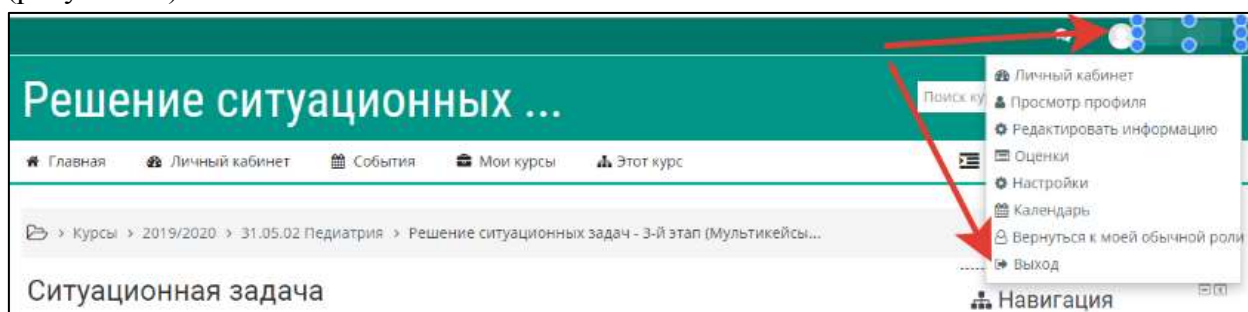 Решение ситуационных ...
Поиск ку
Личный кабинет
Просмотр профиля
Редактировать информацию
Оценки
Настройки
Календарь
Вернуться к моей обычной роли
Выход
Главная Личный кабинет События Мои курсы Этот курс
Курсы > 2019/2020 > 31.05.02 Педиатрия > Решение ситуационных задач - 3-й этап (Мультикейсы...
Ситуационная задача
Навигация